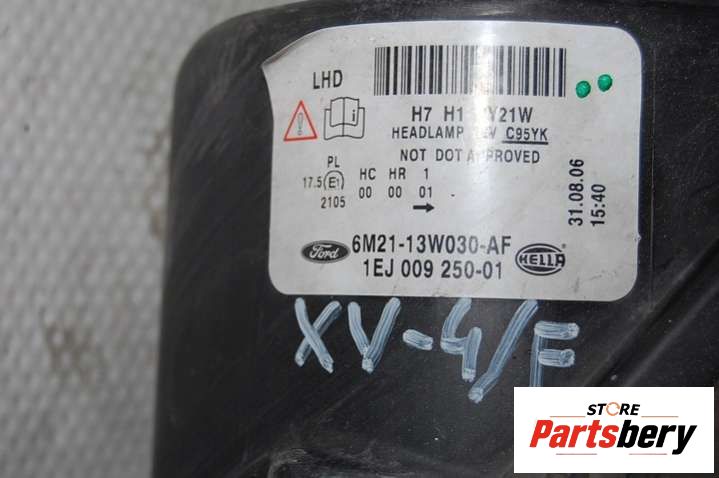 LHD
H7 H1 Y21W
HEADLAMP C95YK
NOT DOT APPROVED
PL HC HR 1
17.5 E1 00 00 01
2105
31.08.06
15:40
Ford 6M21-13W030-AF
1EJ 009 250-01 HELLA
XV-4/F
STORE
Partsbery